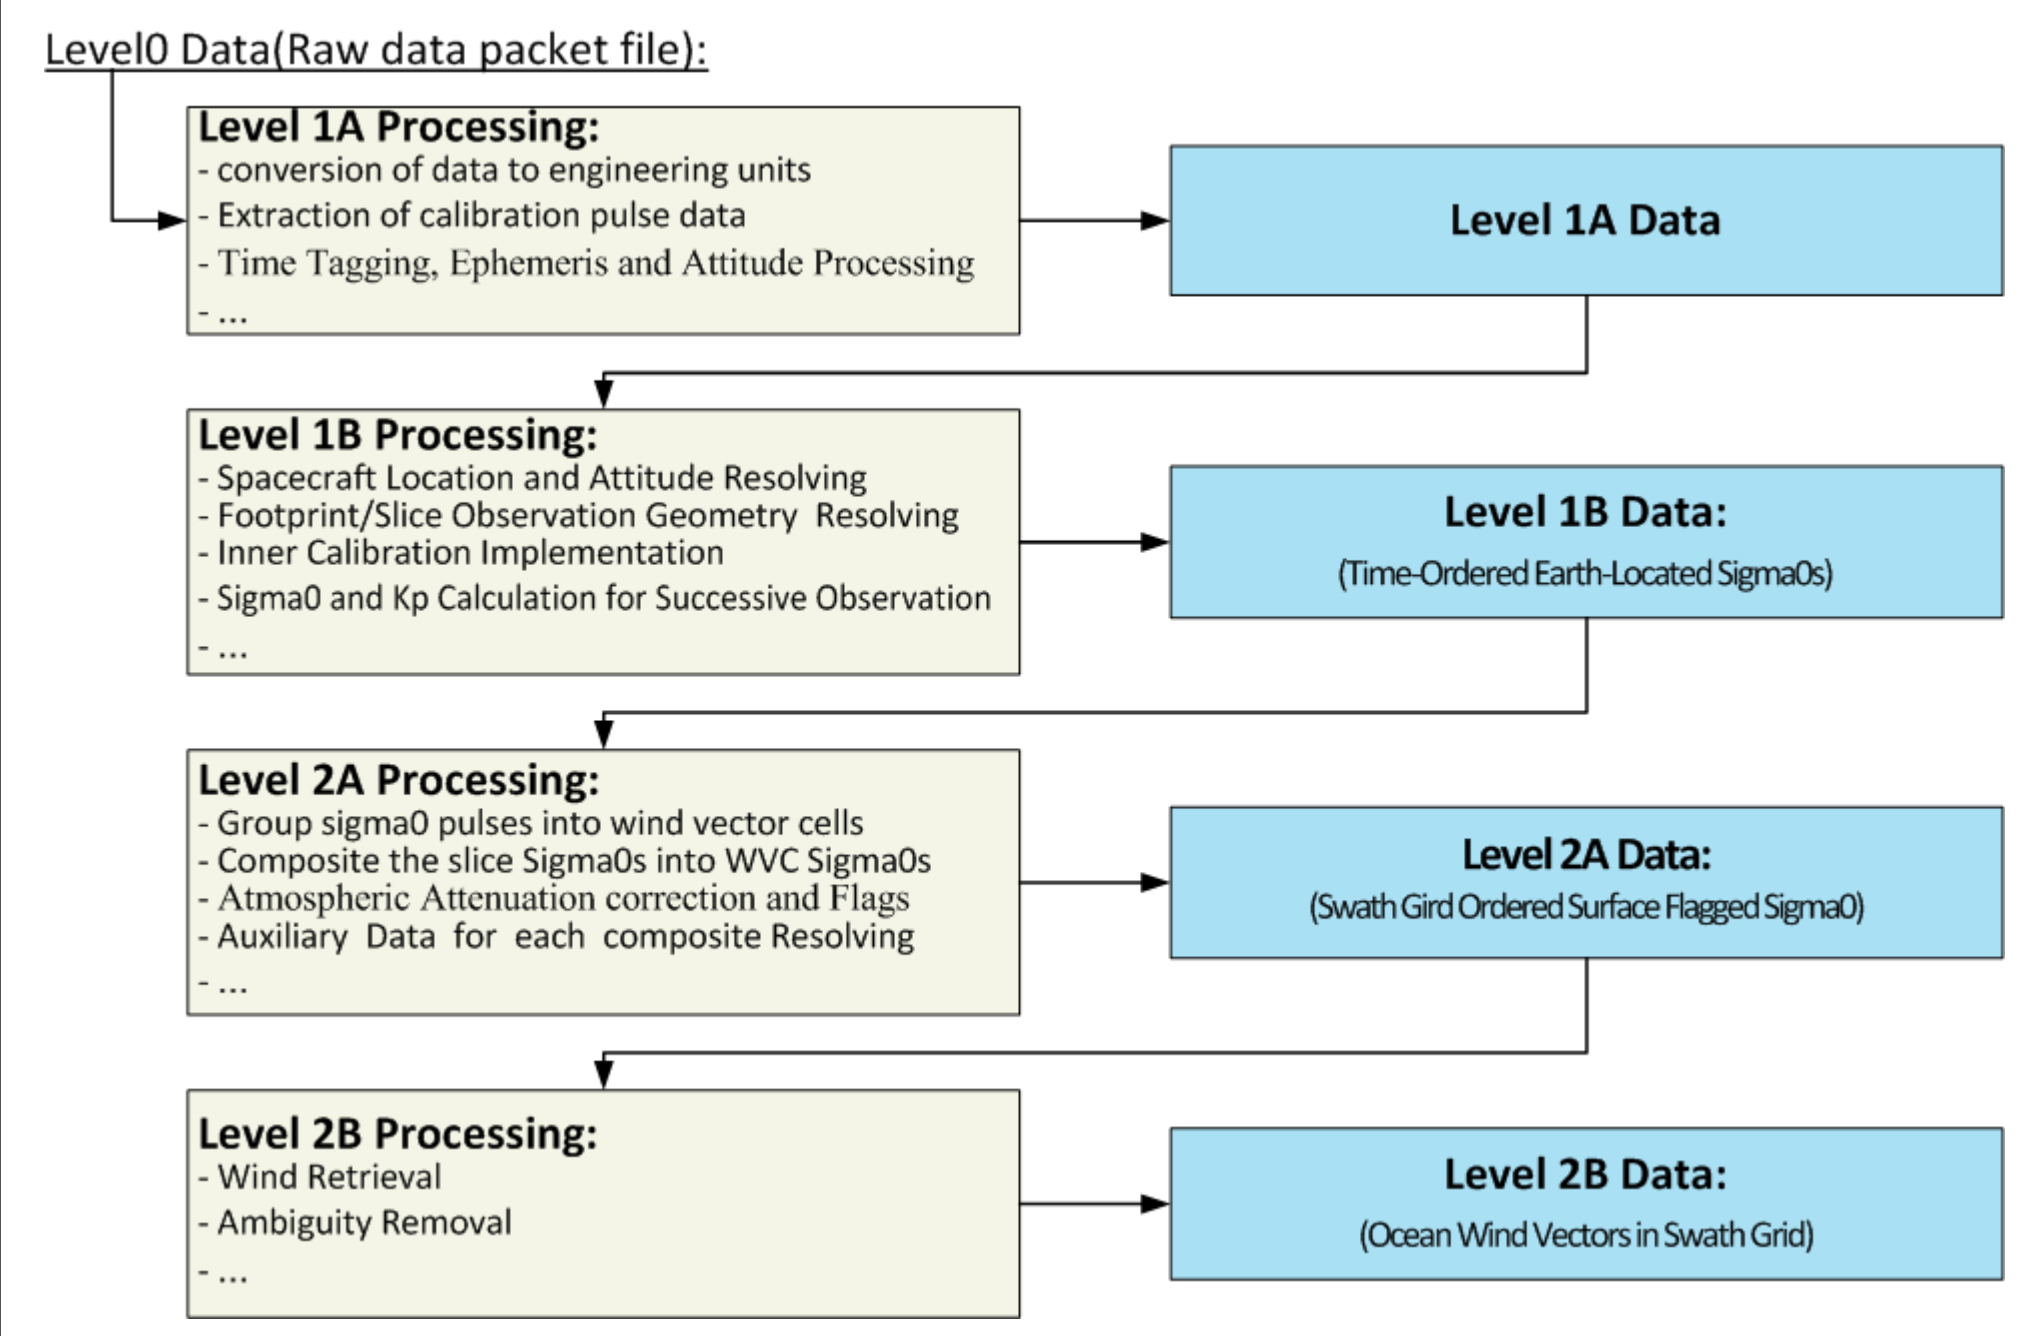 Level0 Data(Raw data packet file):
Level 1A Processing:
- conversion of data to engineering units
- Extraction of calibration pulse data
- Time Tagging, Ephemeris and Attitude Processing
- ...
Level 1A Data
Level 1B Processing:
- Spacecraft Location and Attitude Resolving
- Footprint/Slice Observation Geometry Resolving
- Inner Calibration Implementation
- Sigma0 and Kp Calculation for Successive Observation
- ...
Level 1B Data:
(Time-Ordered Earth-Located Sigma0s)
Level 2A Processing:
- Group sigma0 pulses into wind vector cells
- Composite the slice Sigma0s into WVC Sigma0s
- Atmospheric Attenuation correction and Flags
- Auxiliary Data for each composite Resolving
- ...
Level 2A Data:
(Swath Gird Ordered Surface Flagged Sigma0)
Level 2B Processing:
- Wind Retrieval
- Ambiguity Removal
- ...
Level 2B Data:
(Ocean Wind Vectors in Swath Grid)